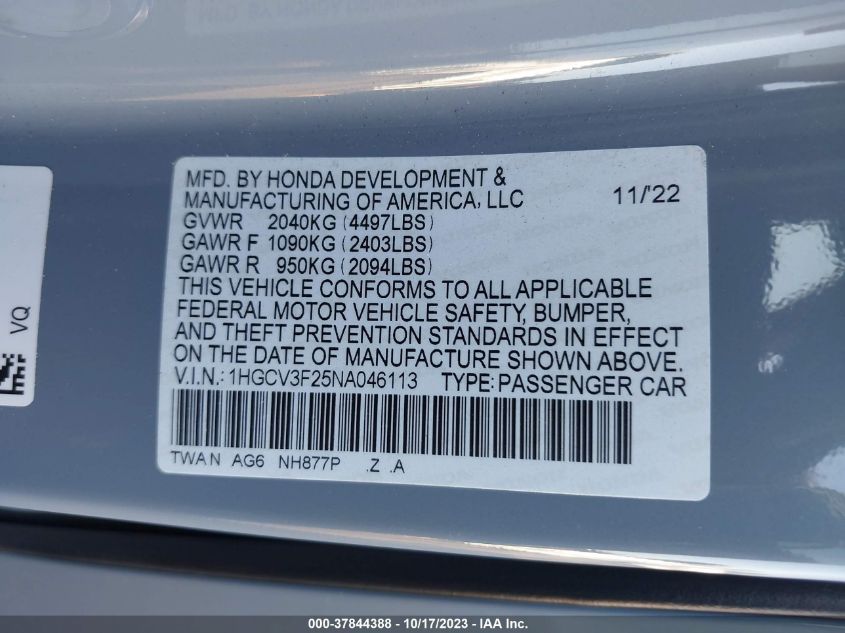 MFD. BY HONDA DEVELOPMENT &
MANUFACTURING OF AMERICA, LLC 11/'22
GVWR 2040KG (4497LBS)
GAWR F 1090KG (2403LBS)
GAWR R 950KG (2094LBS)
THIS VEHICLE CONFORMS TO ALL APPLICABLE
FEDERAL MOTOR VEHICLE SAFETY, BUMPER,
AND THEFT PREVENTION STANDARDS IN EFFECT
ON THE DATE OF MANUFACTURE SHOWN ABOVE.
V.I.N.: 1HGCV3F25NA046113 TYPE: PASSENGER CAR
TWAN AG6 NH877P .Z .A
VQ
000-37844388 - 10/17/2023 - IAA Inc.